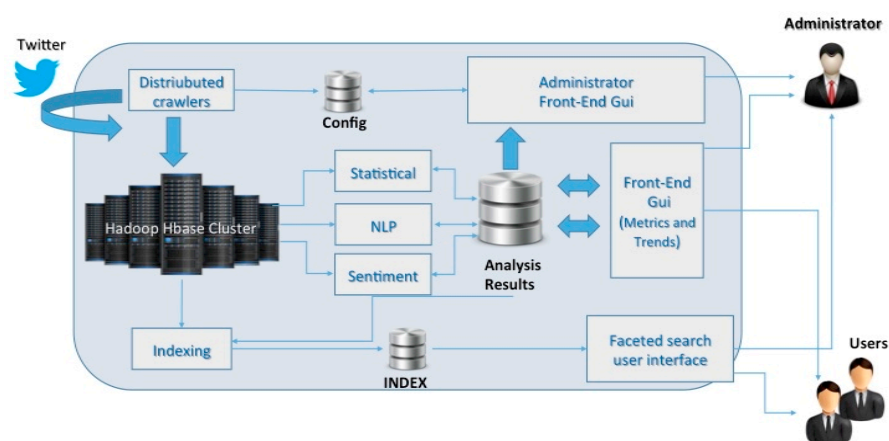 Twitter
Administrator
Distriubuted
crawlers
Config
Administrator
Front-End Gui
Statistical
Hadoop Hbase Cluster
NLP
Sentiment
Analysis
Results
Front-End
Gui
(Metrics and
Trends)
Indexing
INDEX
Faceted search
user interface
Users